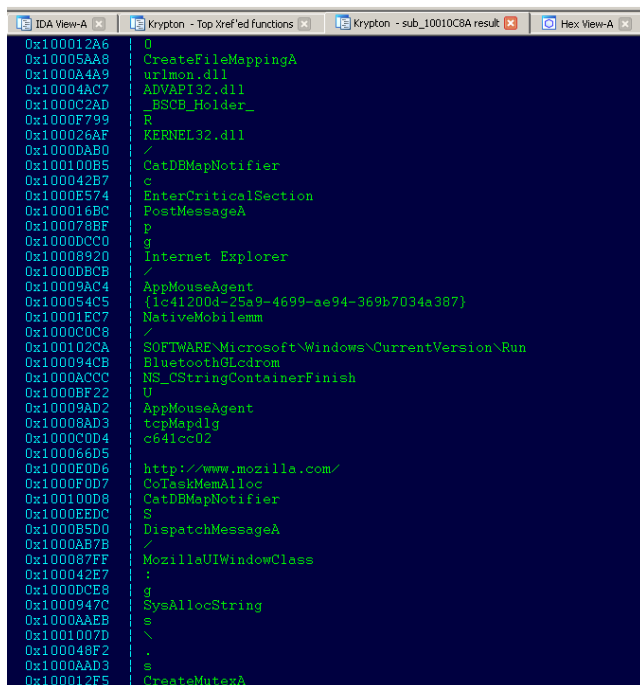 IDA View-A Krypton - Top Xref'ed functions Krypton - sub_10010C8A result Hex View-A
0x100012A6 | O
0x10005AA8 | CreateFileMappingA
0x1000A4A9 | urlmon.dll
0x10004AC7 | ADVAPI32.dll
0x1000C2AD | _BSCB_Holder_
0x1000F799 | R
0x100026AF | KERNEL32.dll
0x1000DAB0 | /
0x100100B5 | CatDBMapNotifier
0x100042B7 | c
0x1000E574 | EnterCriticalSection
0x100016BC | PostMessageA
0x100078BF | p
0x1000DCC0 | g
0x10008920 | Internet Explorer
0x1000DBCB | /
0x10009AC4 | AppMouseAgent
0x100054C5 | {1c41200d-25a9-4699-ae94-369b7034a387}
0x10001EC7 | NativeMobilemm
0x1000C0C8 | /
0x100102CA | SOFTWARE\Microsoft\Windows\CurrentVersion\Run
0x100094CB | BluetoothGLcdrom
0x1000ACCC | NS_CStringContainerFinish
0x1000BF22 | U
0x10009AD2 | AppMouseAgent
0x10008AD3 | tcpMapdlg
0x1000C0D4 | c641cc02
0x100066D5 |
0x1000E0D6 | http://www.mozilla.com/
0x1000F0D7 | CoTaskMemAlloc
0x100100D8 | CatDBMapNotifier
0x1000EEDC | S
0x1000B5D0 | DispatchMessageA
0x1000AB7B | /
0x100087FF | MozillaUIWindowClass
0x100042E7 | :
0x1000DCE8 | g
0x1000947C | SysAllocString
0x1000AAEB | s
0x1001007D | \
0x100048F2 | .
0x1000AAD3 | s
0x100012F5 | CreateMutexA